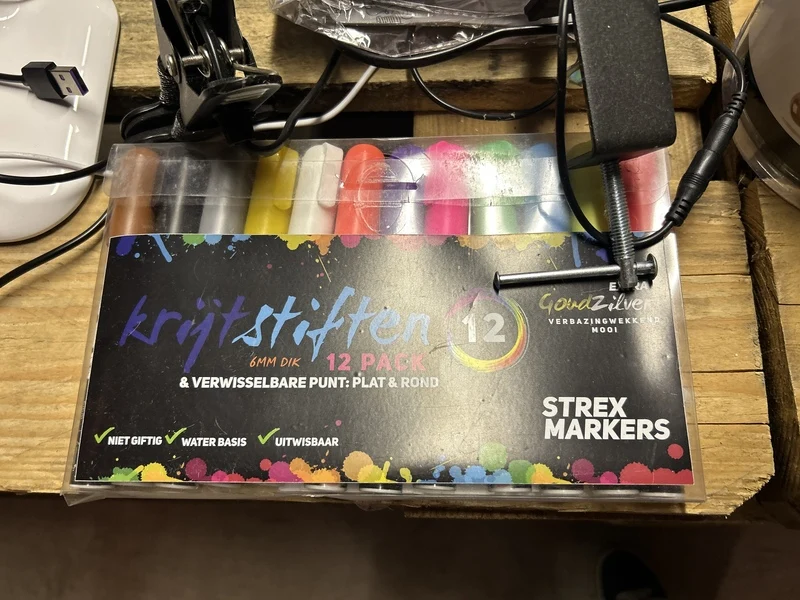 krijtstiften
12
6MM DIK 12 PACK
& VERWISSELBARE PUNT: PLAT & ROND
GoudZilver
VERBAZINGWEKKEND
MOOI
STREX
MARKERS
NIET GIFTIG WATER BASIS UITWISBAAR